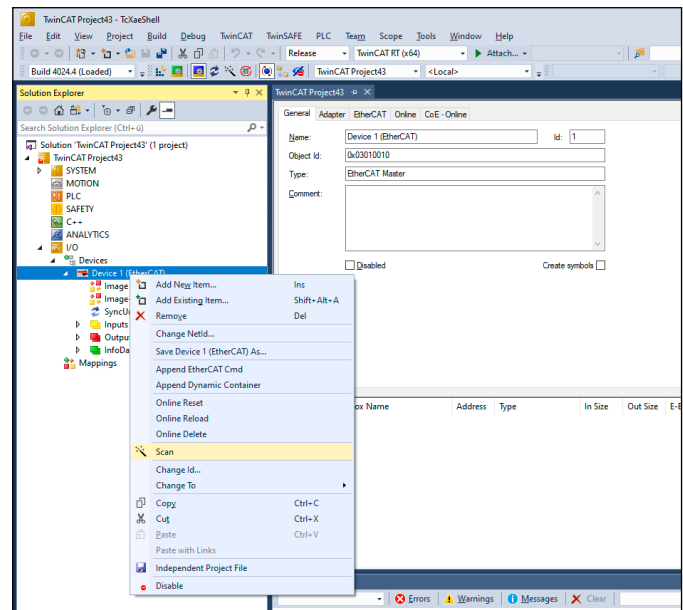 TwinCAT Project43 - TcXaeShell
File Edit View Project Build Debug TwinCAT TwinSAFE PLC Team Scope Tools Window Help
Release TwinCAT RT (x64) Attach...
Build 4024.4 (Loaded) TwinCAT Project43 <Local>
Solution Explorer
Search Solution Explorer (Ctrl+ü)
Solution 'TwinCAT Project43' (1 project)
TwinCAT Project43
SYSTEM
MOTION
PLC
SAFETY
C++
ANALYTICS
I/O
Devices
Device 1 (EtherCAT)
Image
Image
SyncU
Inputs
Outpu
InfoDa
Mappings
Add New Item... Ins
Add Existing Item... Shift+Alt+A
Remove Del
Change NetId...
Save Device 1 (EtherCAT) As...
Append EtherCAT Cmd
Append Dynamic Container
Online Reset
Online Reload
Online Delete
Scan
Change Id...
Change To
Copy Ctrl+C
Cut Ctrl+X
Paste Ctrl+V
Paste with Links
Independent Project File
Disable
TwinCAT Project43
General Adapter EtherCAT Online CoE - Online
Name: Device 1 (EtherCAT) Id: 1
Object Id: 0x03010010
Type: EtherCAT Master
Comment:
Disabled Create symbols
ox Name Address Type In Size Out Size E-B
Errors Warnings Messages Clear